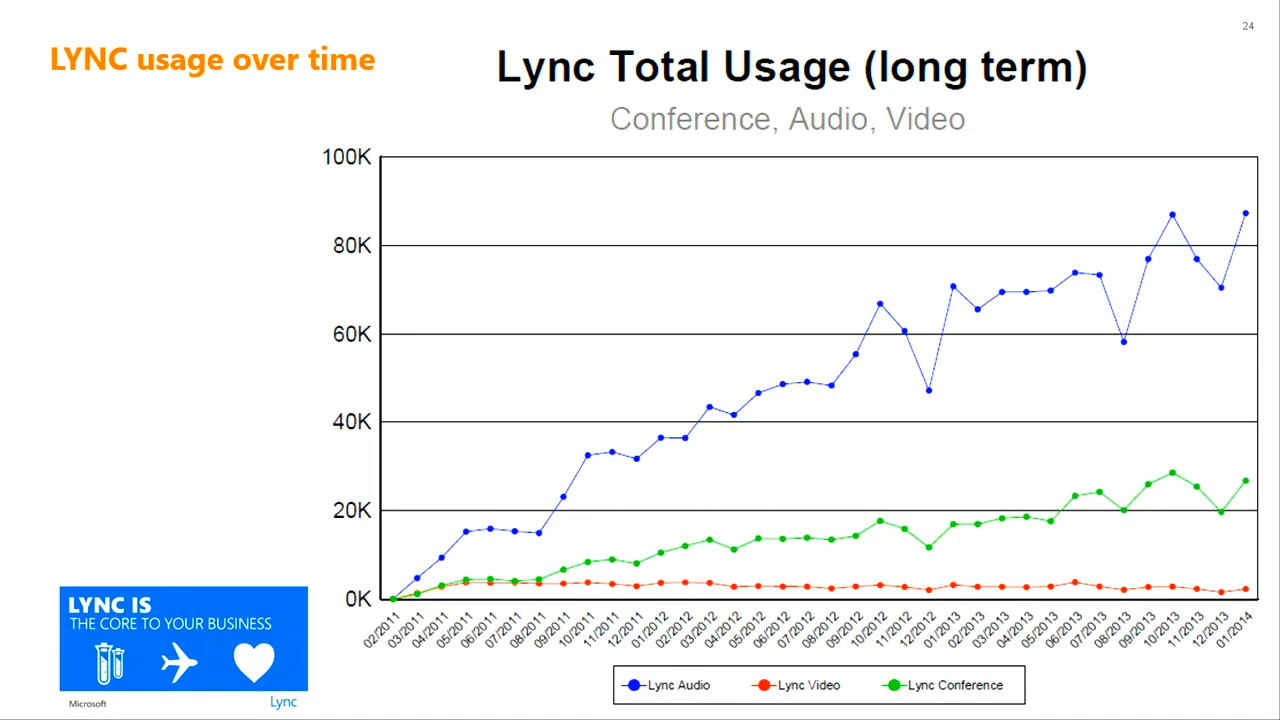 24
LYNC usage over time
Lync Total Usage (long term)
Conference, Audio, Video
100K
80K
60K
40K
20K
0K
02/2011
03/2011
04/2011
05/2011
06/2011
07/2011
08/2011
09/2011
10/2011
11/2011
12/2011
01/2012
02/2012
03/2012
04/2012
05/2012
06/2012
07/2012
08/2012
09/2012
10/2012
11/2012
12/2012
01/2013
02/2013
03/2013
04/2013
05/2013
06/2013
07/2013
08/2013
09/2013
10/2013
11/2013
12/2013
01/2014
Lync Audio
Lync Video
Lync Conference
LYNC IS
THE CORE TO YOUR BUSINESS
Microsoft
Lync